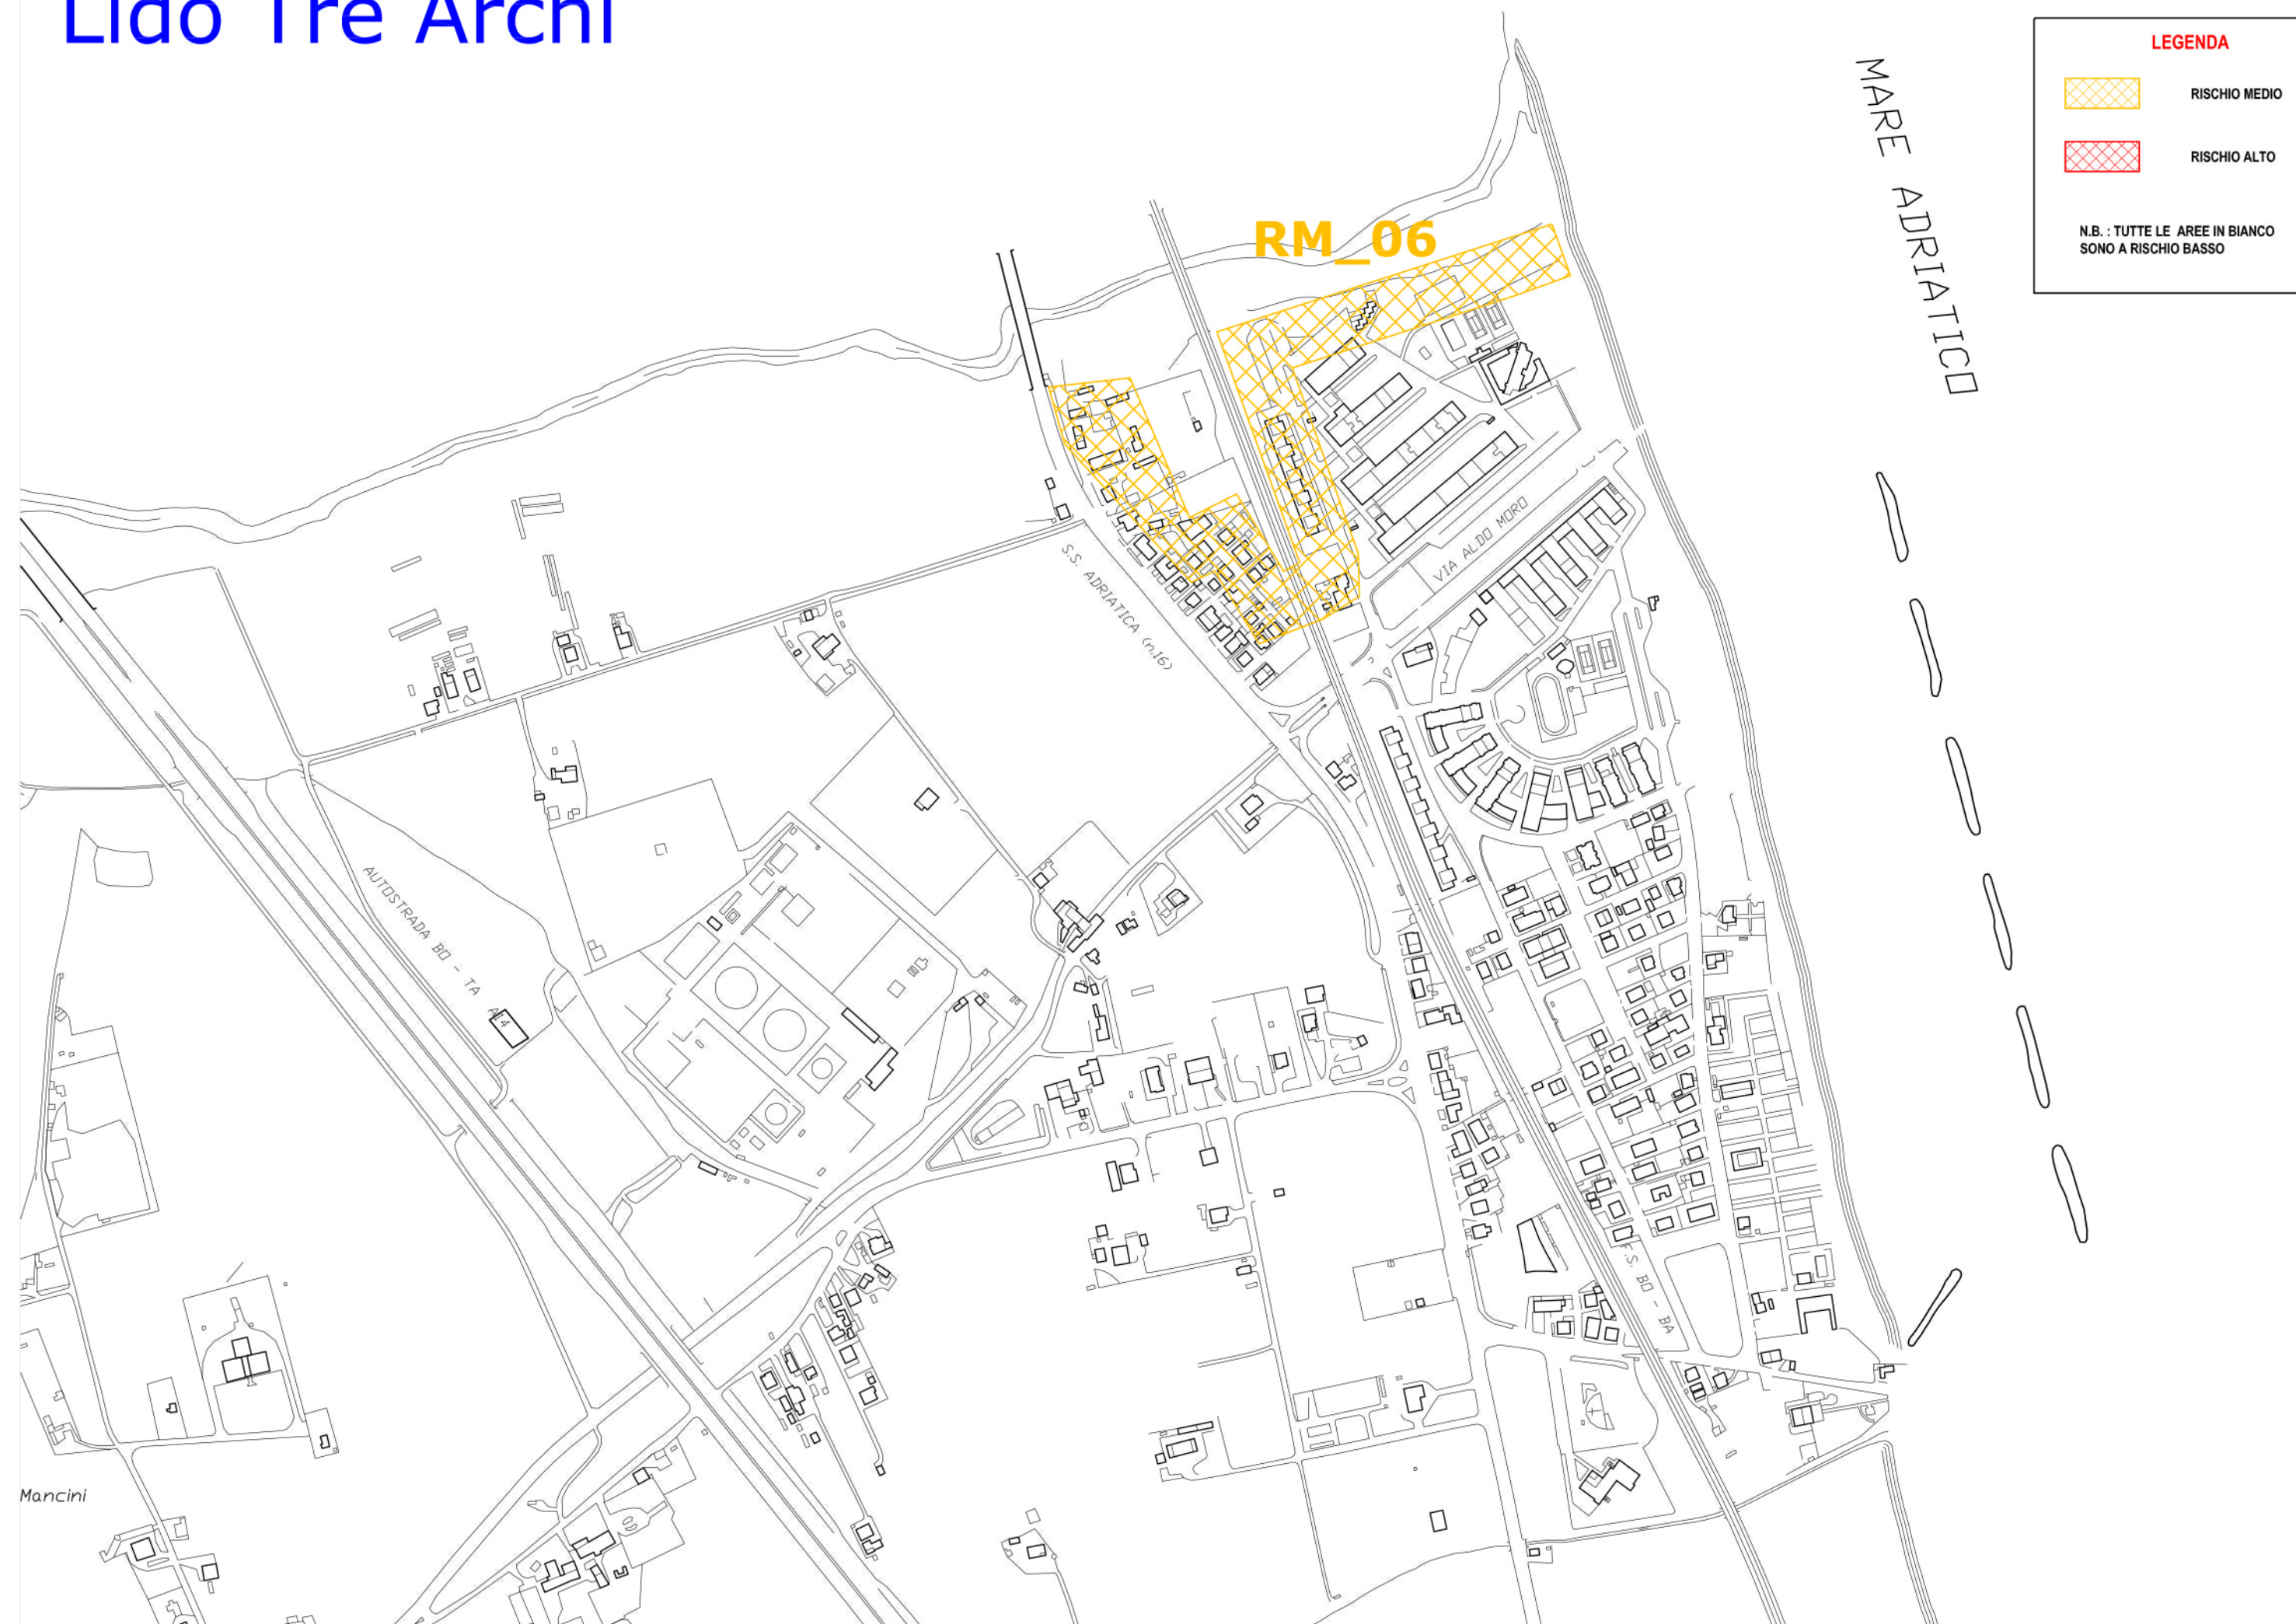 Lido Tre Archi
LEGENDA
RISCHIO MEDIO
RISCHIO ALTO
N.B. : TUTTE LE AREE IN BIANCO
SONO A RISCHIO BASSO
MARE ADRIATICO
RM_06
S.S. ADRIATICA (n.16)
VIA ALDO MORO
AUTOSTRADA BO - TA A14
F.S. BO - BA
Mancini